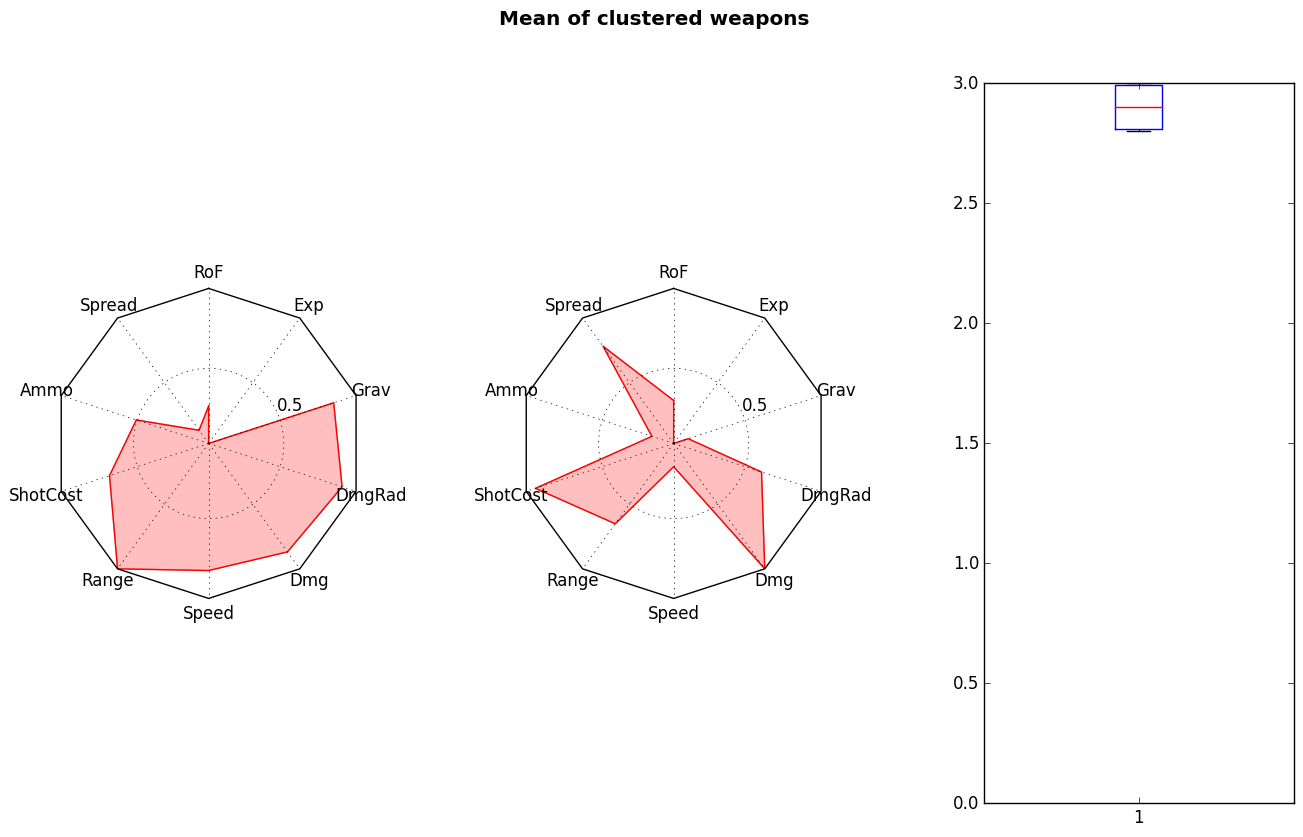 Mean of clustered weapons
RoF
Spread
Exp
Ammo
Grav
0.5
ShotCost
DmgRad
Range
Dmg
Speed
RoF
Spread
Exp
Ammo
Grav
0.5
ShotCost
DmgRad
Range
Dmg
Speed
3.0
2.5
2.0
1.5
1.0
0.5
0.0
1